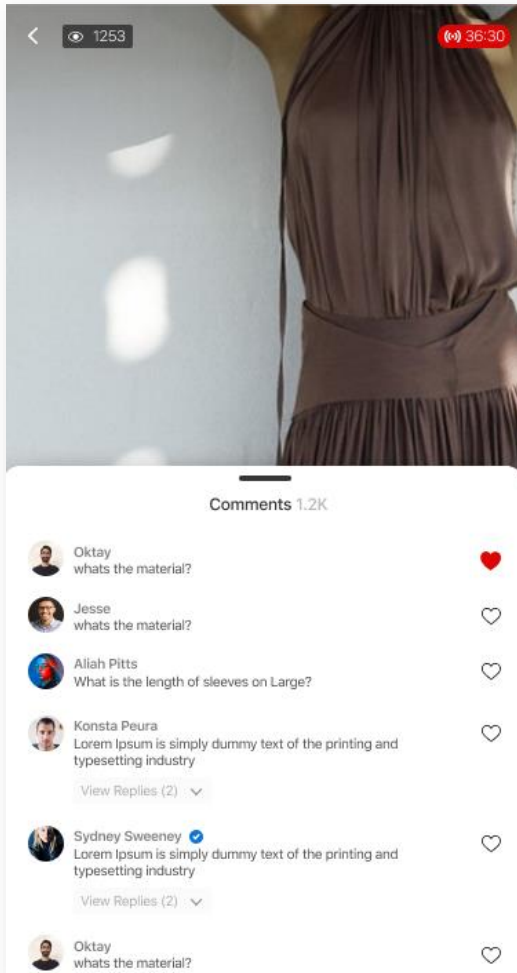 1253
36:30
Comments 1.2K
Oktay
whats the material?
Jesse
whats the material?
Aliah Pitts
What is the length of sleeves on Large?
Konsta Peura
Lorem Ipsum is simply dummy text of the printing and
typesetting industry
View Replies (2)
Sydney Sweeney
Lorem Ipsum is simply dummy text of the printing and
typesetting industry
View Replies (2)
Oktay
whats the material?